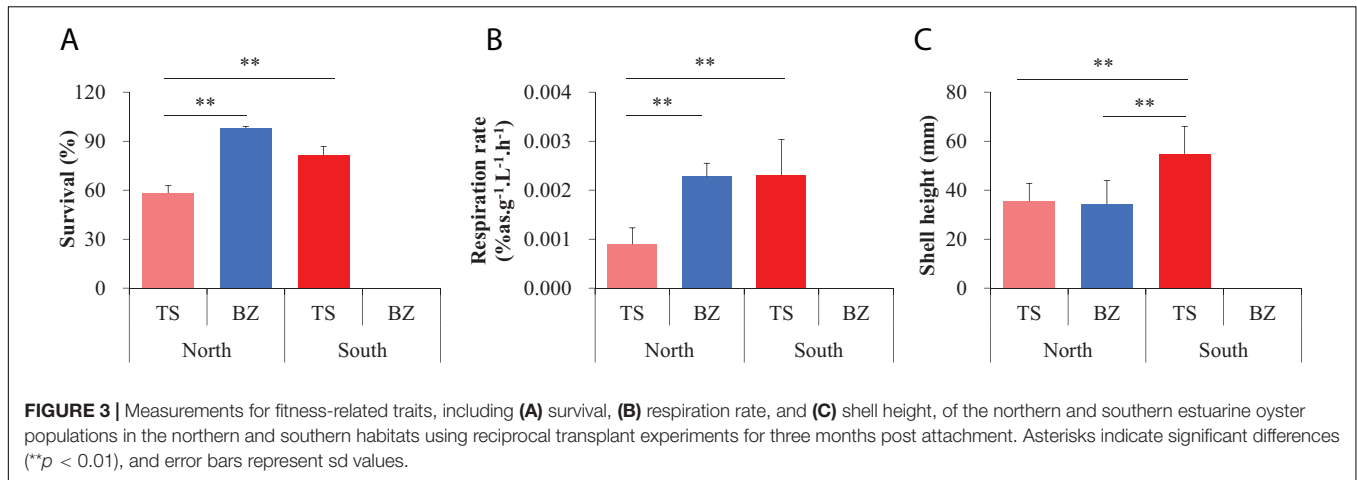 A
**
**
Survival (%)
120
90
60
30
0
TS BZ TS BZ
North South
B
**
**
Respiration rate
(%as.g⁻¹.L⁻¹.h⁻¹)
0.004
0.003
0.002
0.001
0.000
TS BZ TS BZ
North South
C
**
**
Shell height (mm)
80
60
40
20
0
TS BZ TS BZ
North South
FIGURE 3 | Measurements for fitness-related traits, including (A) survival, (B) respiration rate, and (C) shell height, of the northern and southern estuarine oyster
populations in the northern and southern habitats using reciprocal transplant experiments for three months post attachment. Asterisks indicate significant differences
(**p < 0.01), and error bars represent sd values.